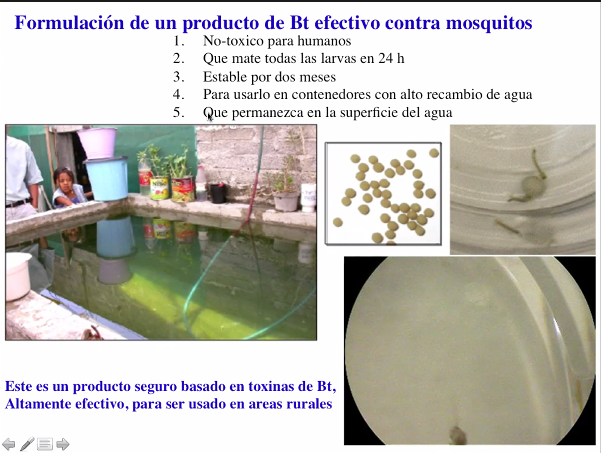 Formulación de un producto de Bt efectivo contra mosquitos
1. No-toxico para humanos
2. Que mate todas las larvas en 24 h
3. Estable por dos meses
4. Para usarlo en contenedores con alto recambio de agua
5. Que permanezca en la superficie del agua
Este es un producto seguro basado en toxinas de Bt,
Altamente efectivo, para ser usado en areas rurales